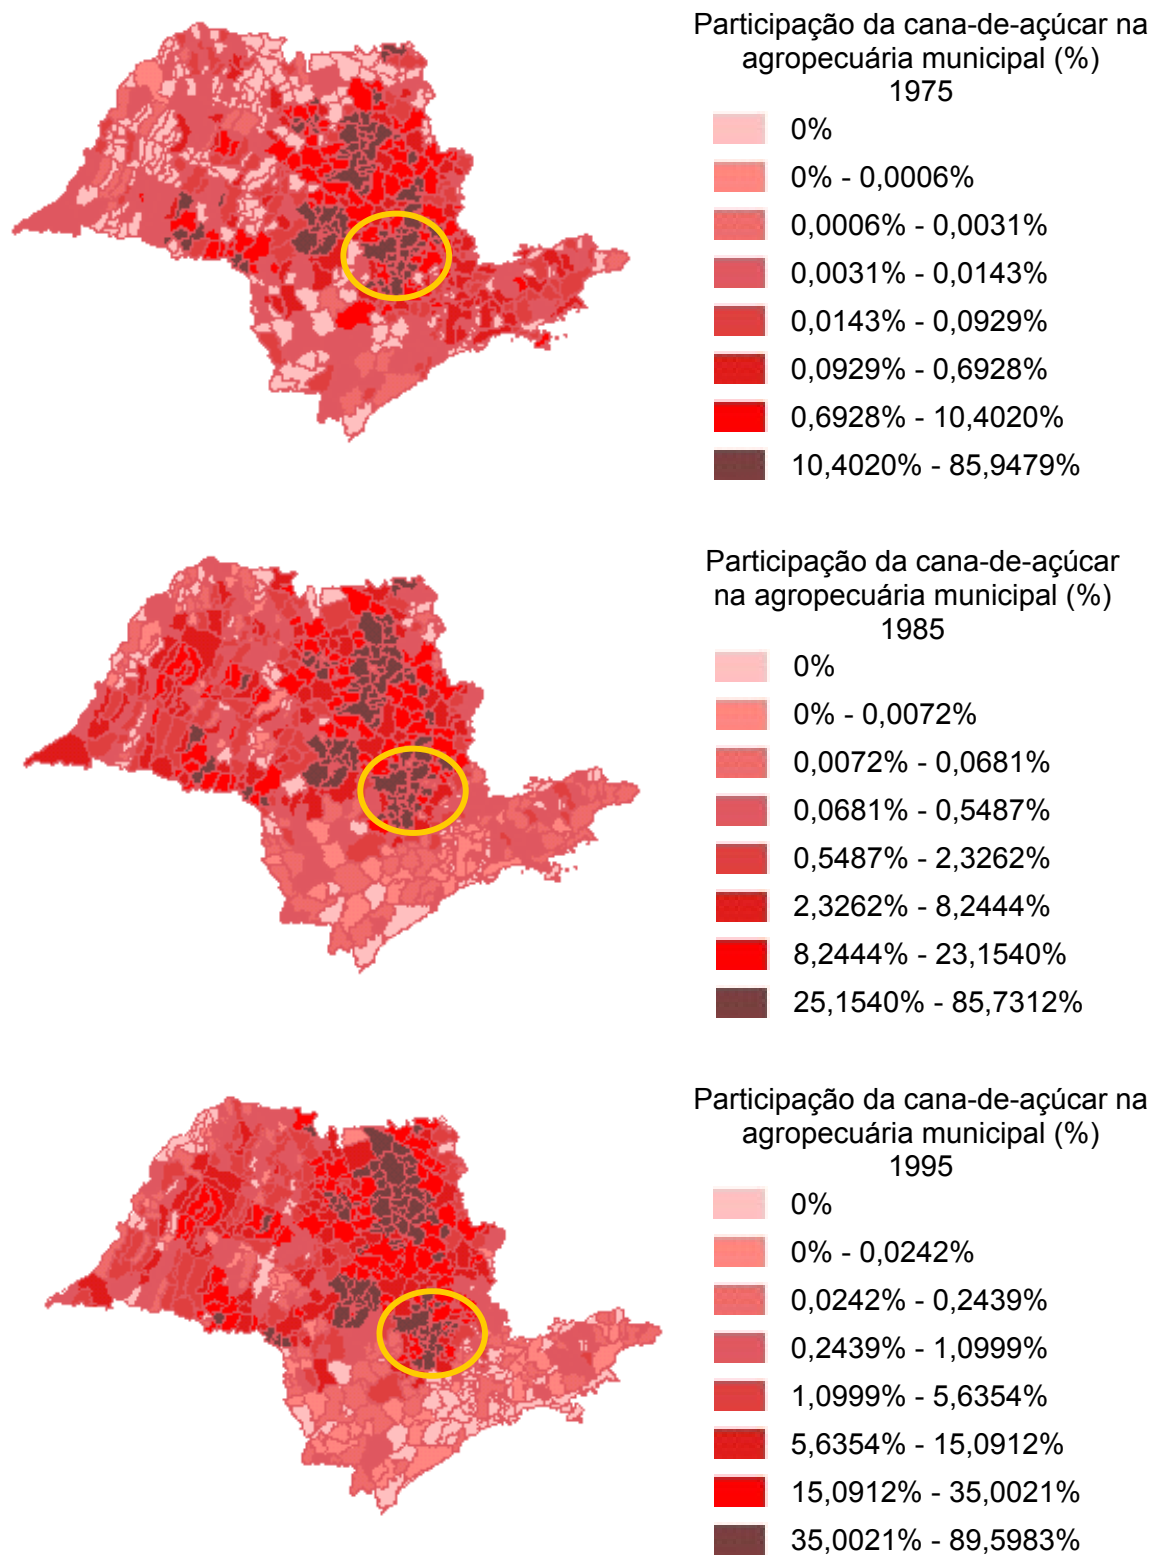 Participação da cana-de-açúcar na
agropecuária municipal (%)
1975
0%
0% - 0,0006%
0,0006% - 0,0031%
0,0031% - 0,0143%
0,0143% - 0,0929%
0,0929% - 0,6928%
0,6928% - 10,4020%
10,4020% - 85,9479%
Participação da cana-de-açúcar
na agropecuária municipal (%)
1985
0%
0% - 0,0072%
0,0072% - 0,0681%
0,0681% - 0,5487%
0,5487% - 2,3262%
2,3262% - 8,2444%
8,2444% - 23,1540%
25,1540% - 85,7312%
Participação da cana-de-açúcar na
agropecuária municipal (%)
1995
0%
0% - 0,0242%
0,0242% - 0,2439%
0,2439% - 1,0999%
1,0999% - 5,6354%
5,6354% - 15,0912%
15,0912% - 35,0021%
35,0021% - 89,5983%